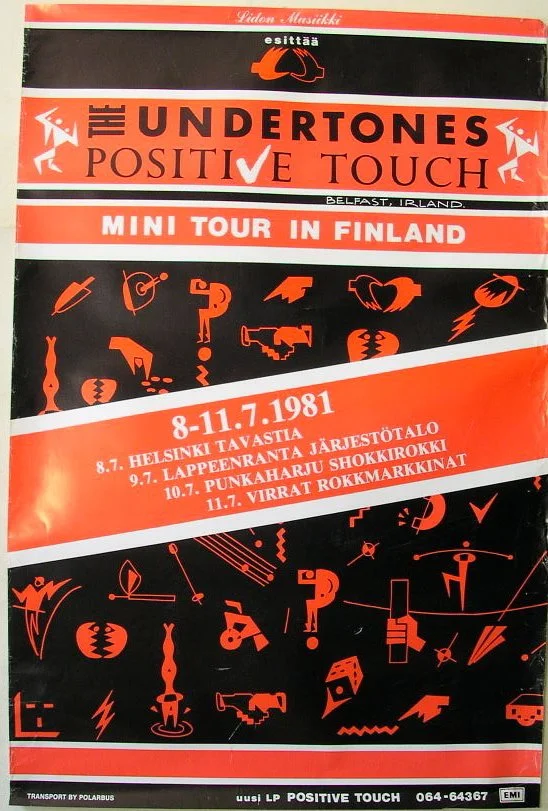 Lidon Musiikki
esittää
THE UNDERTONES
POSITIVE TOUCH
BELFAST, IRLAND.
MINI TOUR IN FINLAND
8-11.7.1981
8.7. HELSINKI TAVASTIA
9.7. LAPPEENRANTA JÄRJESTÖTALO
10.7. PUNKAHARJU SHOKKIROKKI
11.7. VIRRAT ROKKMARKKINAT
TRANSPORT BY POLARBUS
uusi LP POSITIVE TOUCH 064-64367 EMI